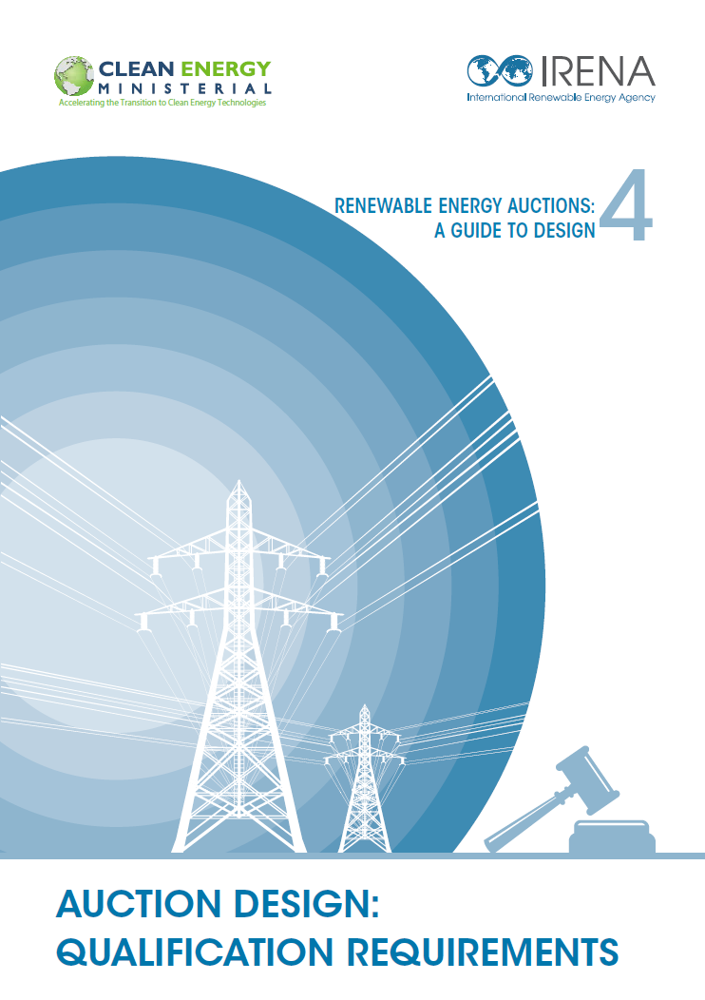 CLEAN ENERGY
MINISTERIAL
Accelerating the Transition to Clean Energy Technologies
IRENA
International Renewable Energy Agency
RENEWABLE ENERGY AUCTIONS:
A GUIDE TO DESIGN
4
AUCTION DESIGN:
QUALIFICATION REQUIREMENTS